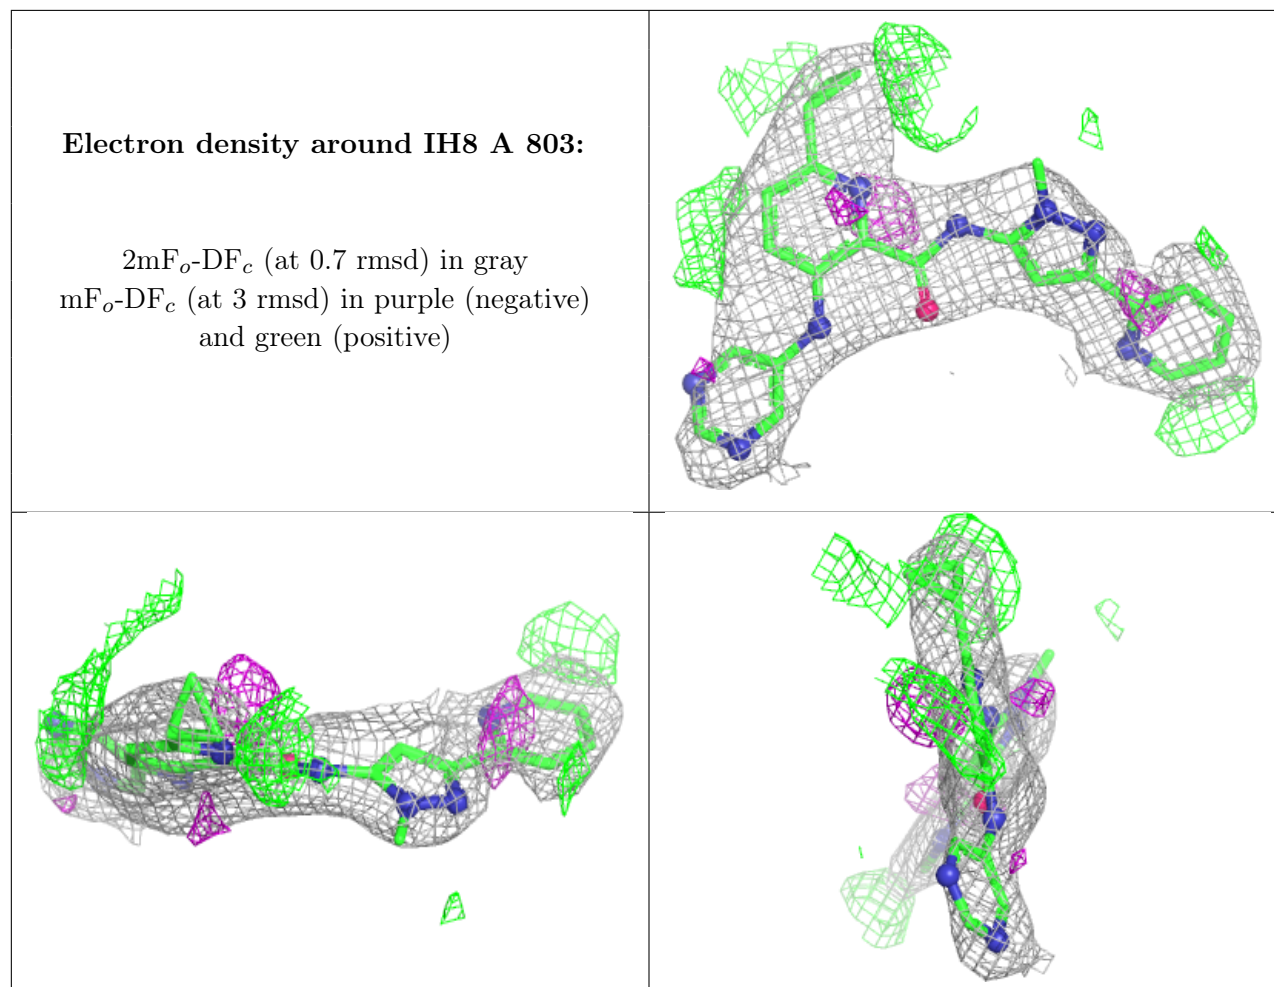 Electron density around IH8 A 803:
2mFo-DFc (at 0.7 rmsd) in gray
mFo-DFc (at 3 rmsd) in purple (negative)
and green (positive)